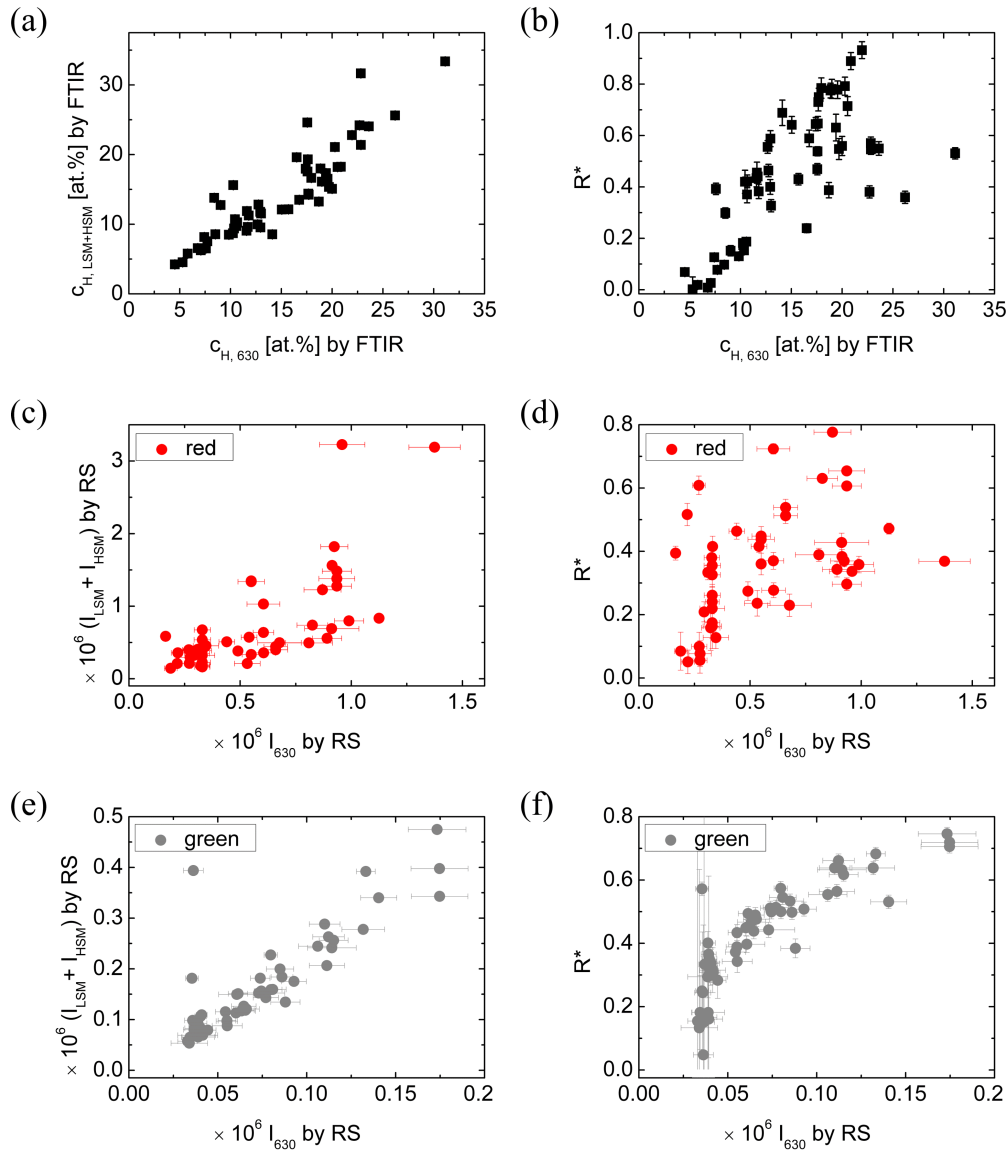 (a)
(b)
c_H, LSM+HSM [at.%] by FTIR
30
20
10
0
5 10 15 20 25 30 35
c_H, 630 [at.%] by FTIR
R*
1.0
0.8
0.6
0.4
0.2
0.0
5 10 15 20 25 30 35
c_H, 630 [at.%] by FTIR
(c)
(d)
red
× 10^6 (I_LSM + I_HSM) by RS
3
2
1
0
0.0 0.5 1.0 1.5
× 10^6 I_630 by RS
R*
0.8
0.6
0.4
0.2
0.0
red
0.0 0.5 1.0 1.5
× 10^6 I_630 by RS
(e)
(f)
green
× 10^6 (I_LSM + I_HSM) by RS
0.5
0.4
0.3
0.2
0.1
0.0
0.00 0.05 0.10 0.15 0.2
× 10^6 I_630 by RS
green
R*
0.8
0.6
0.4
0.2
0.0
0.00 0.05 0.10 0.15 0.20
× 10^6 I_630 by RS